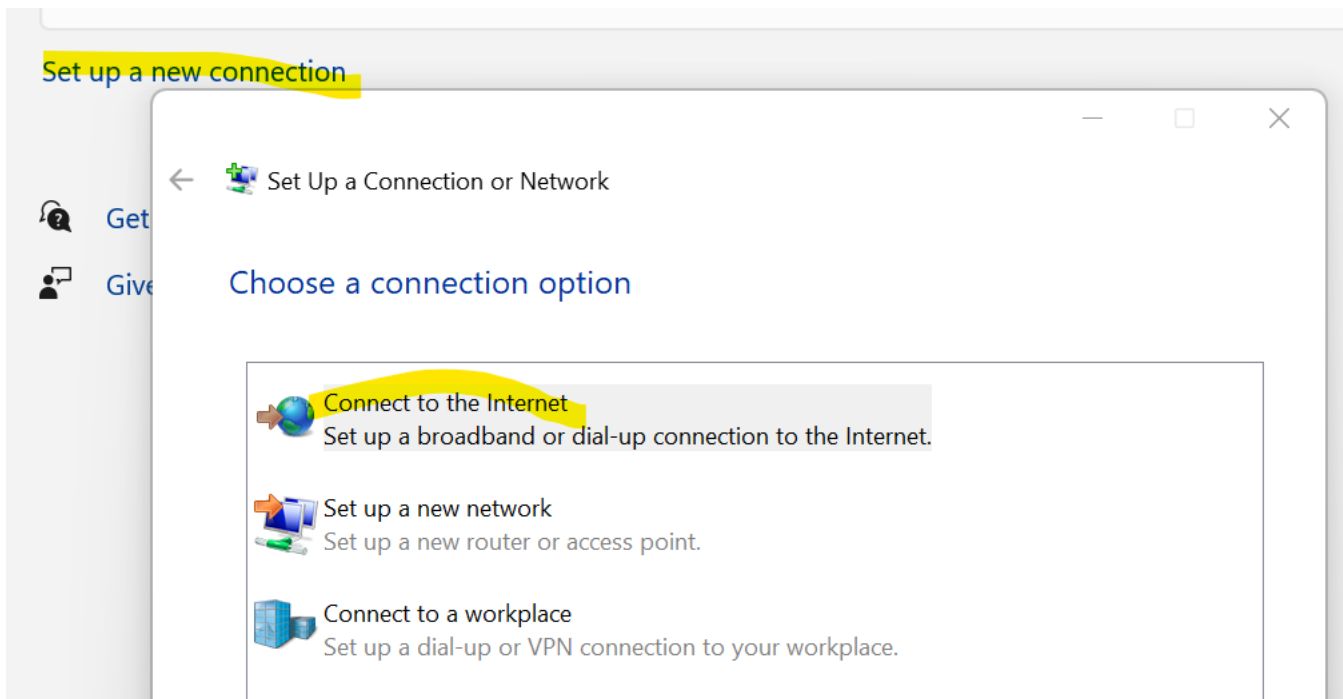 Set up a new connection
Set Up a Connection or Network
Get
Give
Choose a connection option
Connect to the Internet
Set up a broadband or dial-up connection to the Internet.
Set up a new network
Set up a new router or access point.
Connect to a workplace
Set up a dial-up or VPN connection to your workplace.